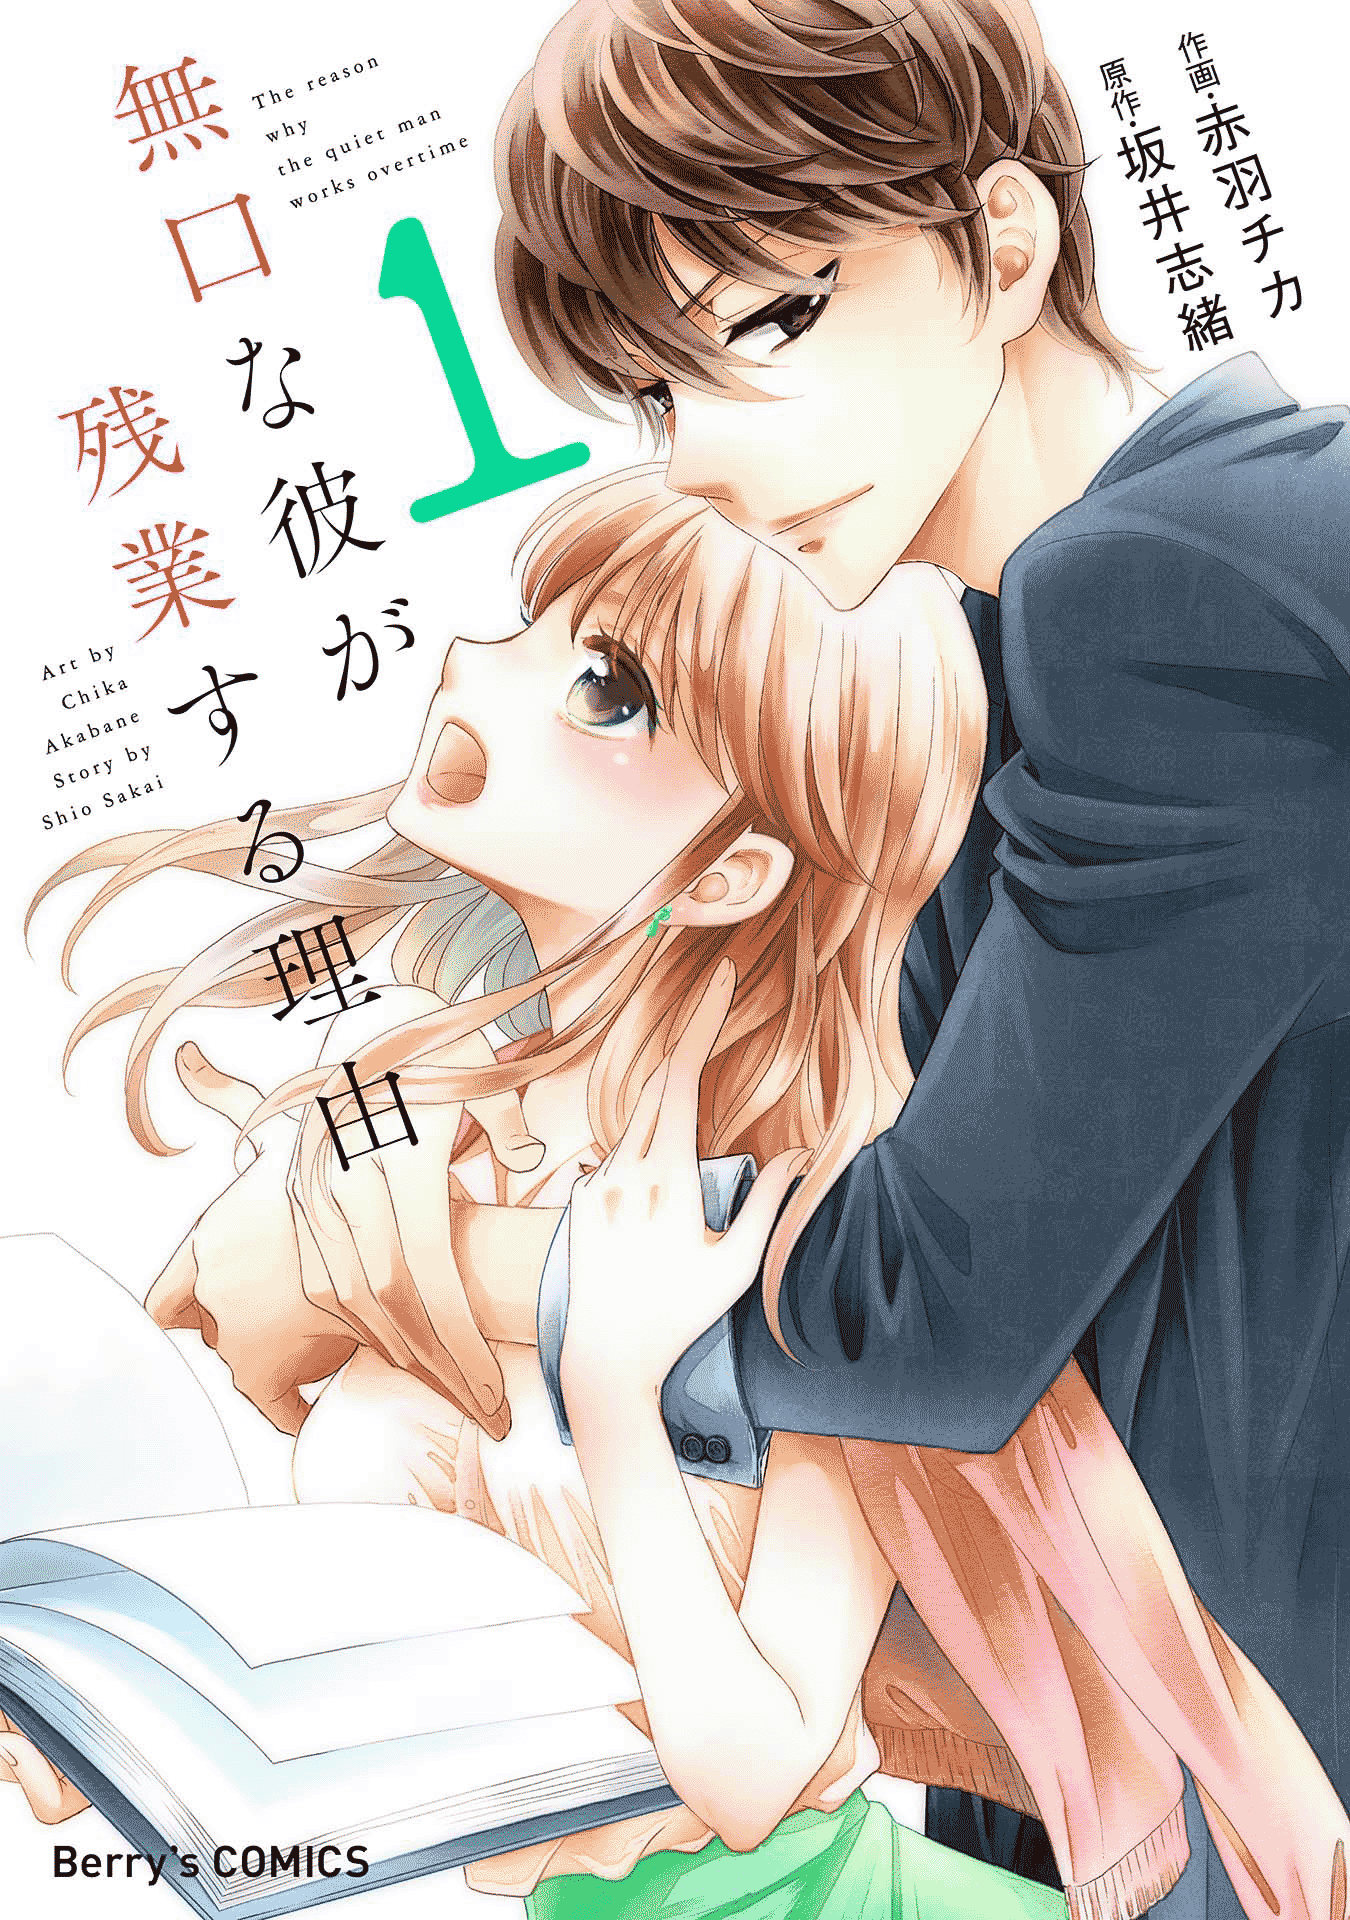 無口な彼が
残業する理由
The reason
why
the quiet man
works overtime
1
作画・赤羽チカ
原作・坂井志緒
Art by
Chika
Akabane
Story by
Shio Sakai
Berry's COMICS